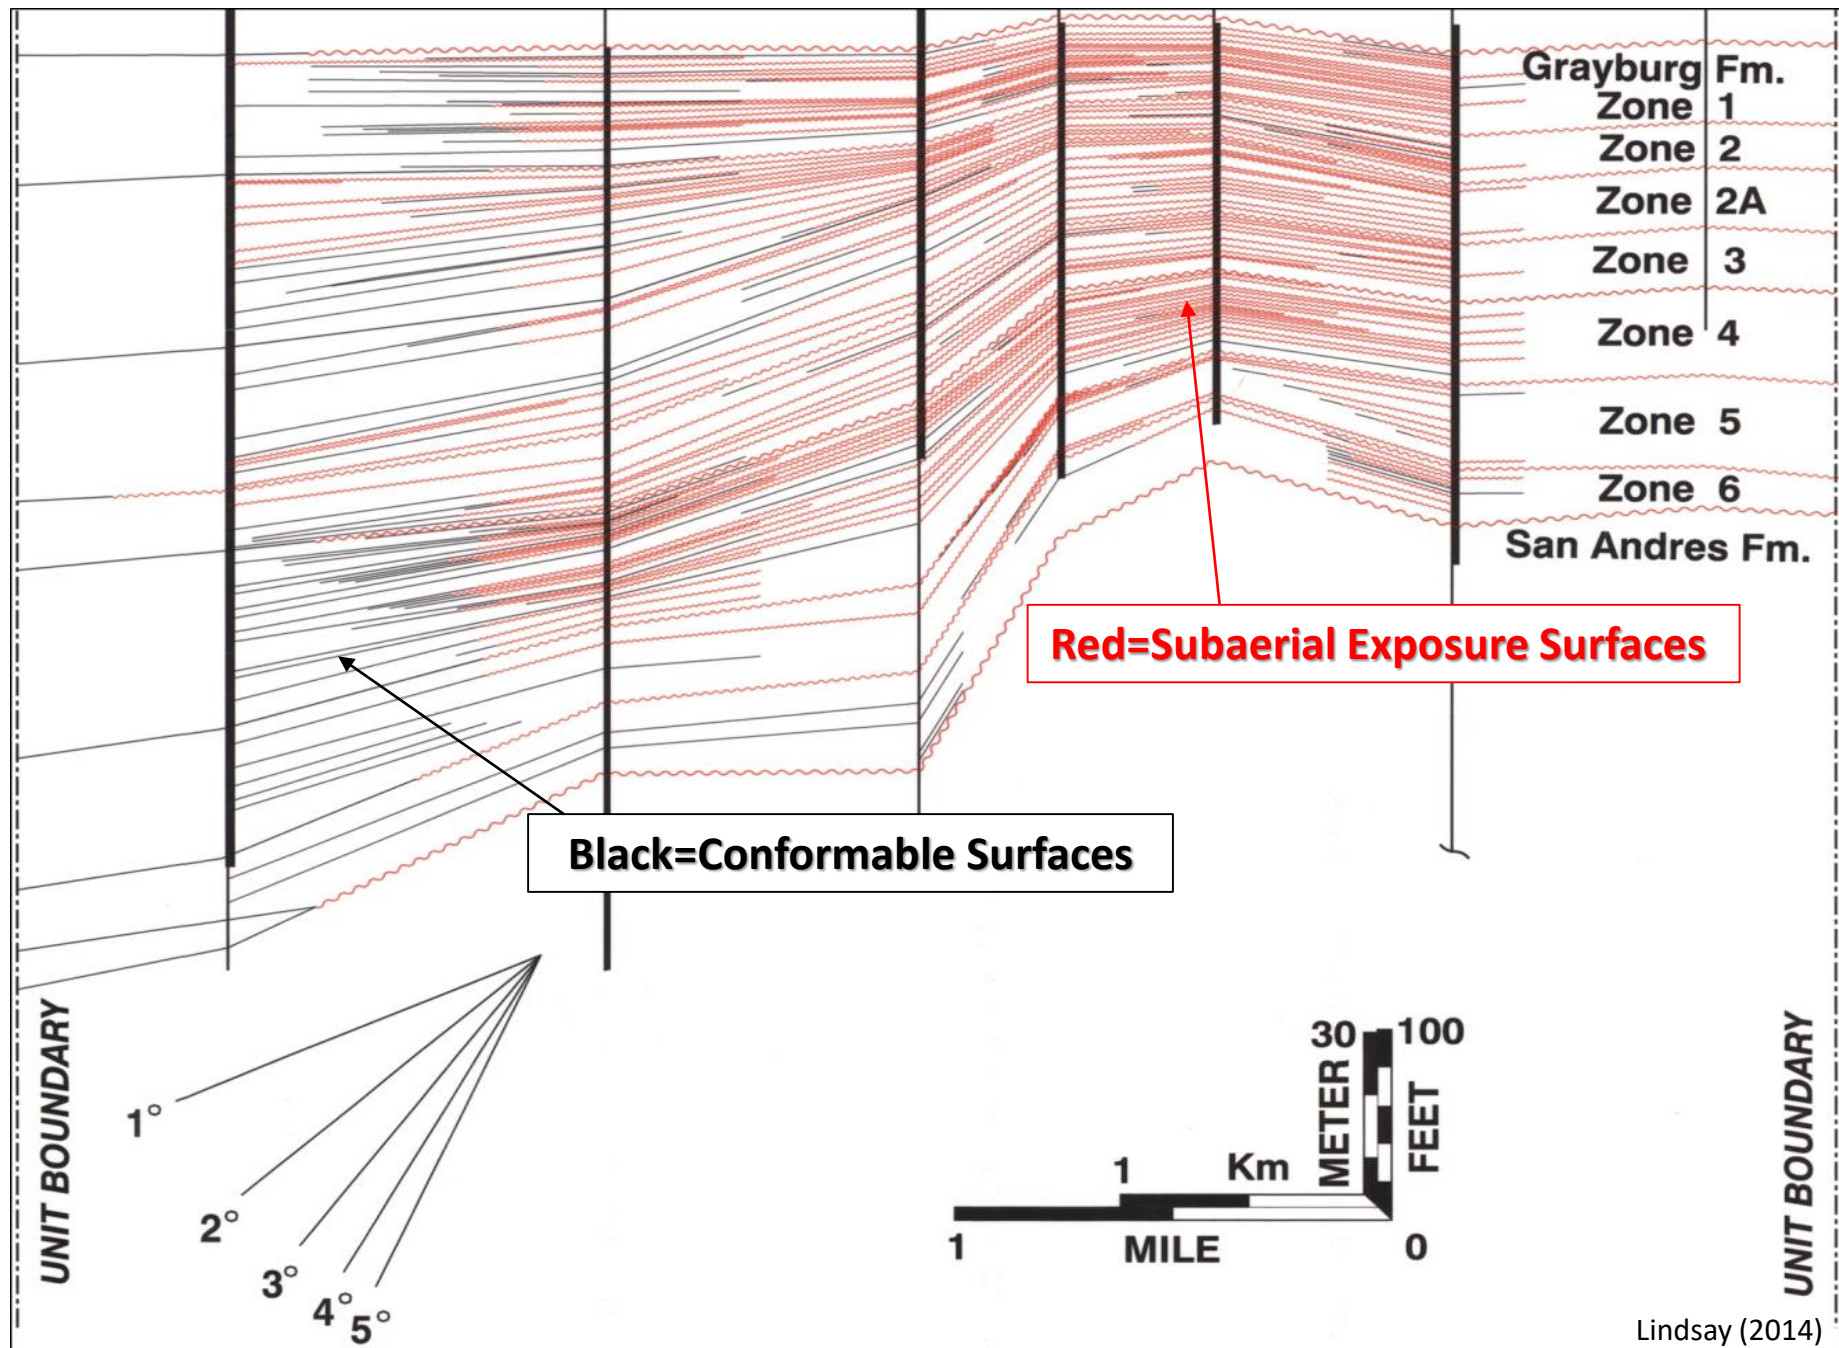 Grayburg Fm.
Zone 1
Zone 2
Zone 2A
Zone 3
Zone 4
Zone 5
Zone 6
San Andres Fm.
Red=Subaerial Exposure Surfaces
Black=Conformable Surfaces
1°
2°
3°
4°
5°
UNIT BOUNDARY
30
100
METER
FEET
1
Km
1
MILE
0
UNIT BOUNDARY
Lindsay (2014)